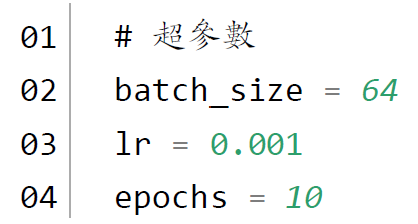 01 # 超參數
02 batch_size = 64
03 lr = 0.001
04 epochs = 10